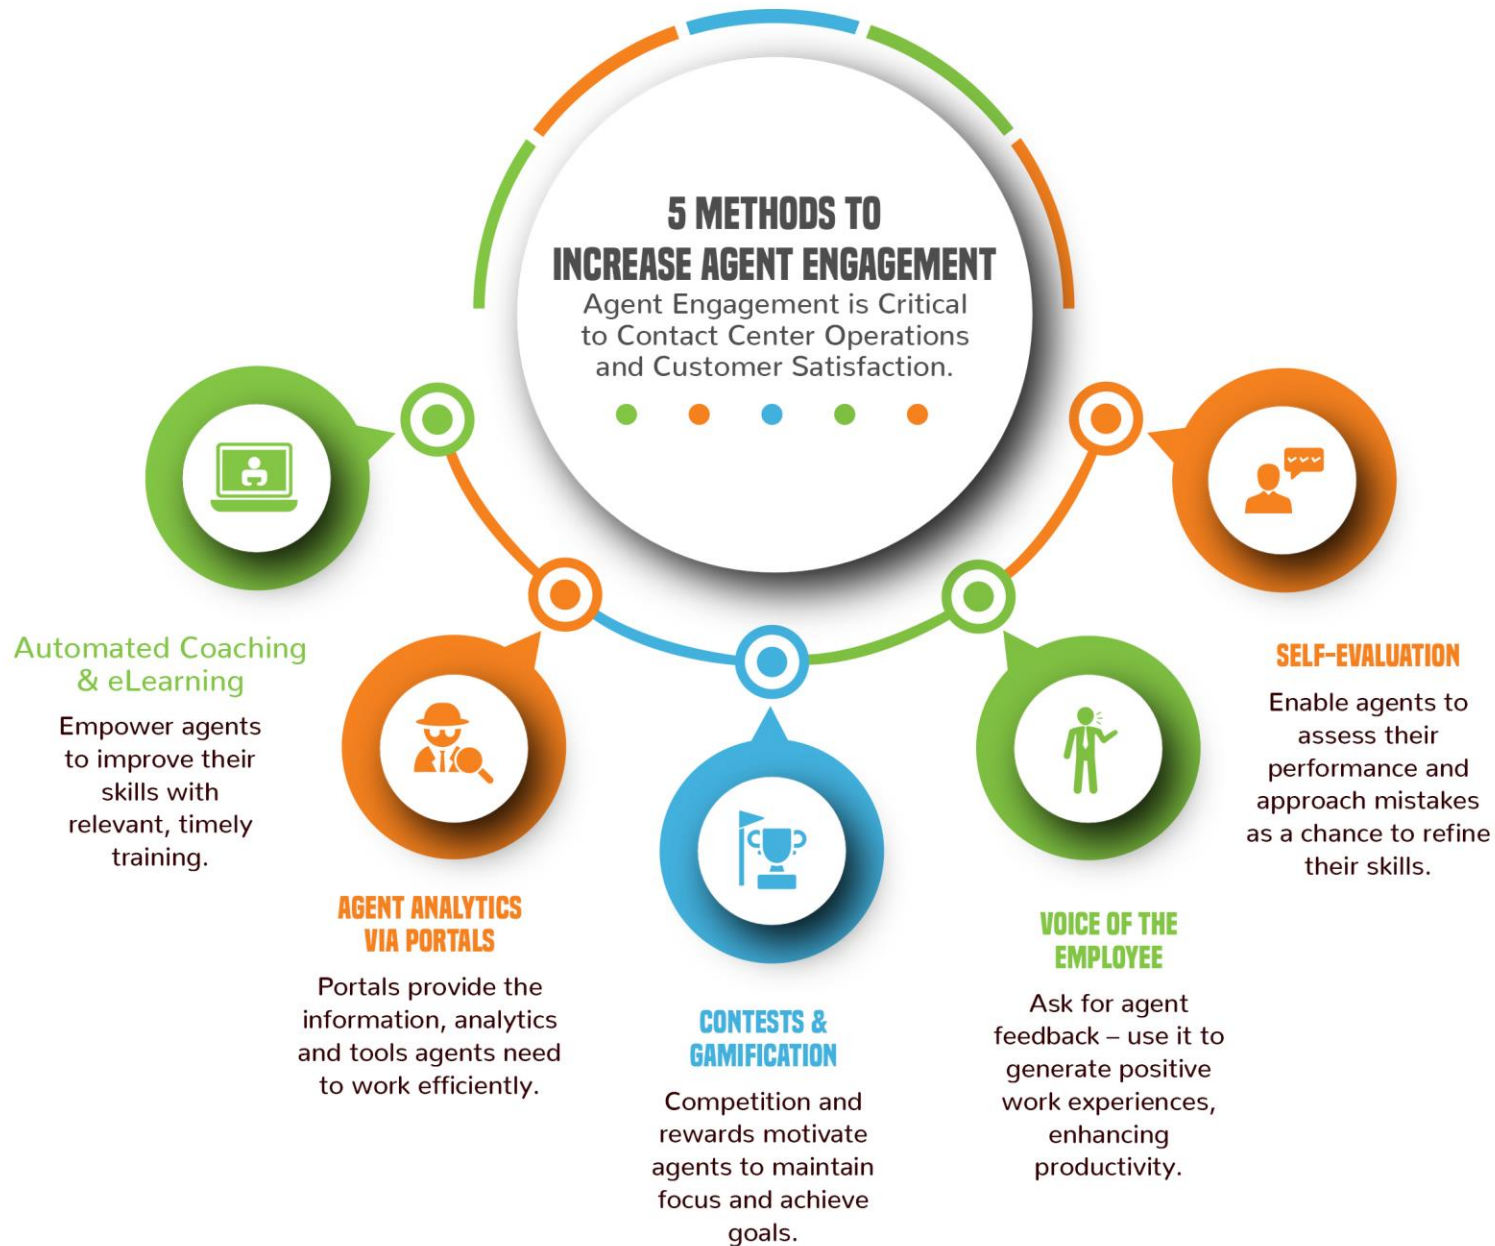 5 METHODS TO
INCREASE AGENT ENGAGEMENT
Agent Engagement is Critical
to Contact Center Operations
and Customer Satisfaction.
Automated Coaching
& eLearning
Empower agents
to improve their
skills with
relevant, timely
training.
AGENT ANALYTICS
VIA PORTALS
Portals provide the
information, analytics
and tools agents need
to work efficiently.
CONTESTS &
GAMIFICATION
Competition and
rewards motivate
agents to maintain
focus and achieve
goals.
VOICE OF THE
EMPLOYEE
Ask for agent
feedback – use it to
generate positive
work experiences,
enhancing
productivity.
SELF-EVALUATION
Enable agents to
assess their
performance and
approach mistakes
as a chance to refine
their skills.